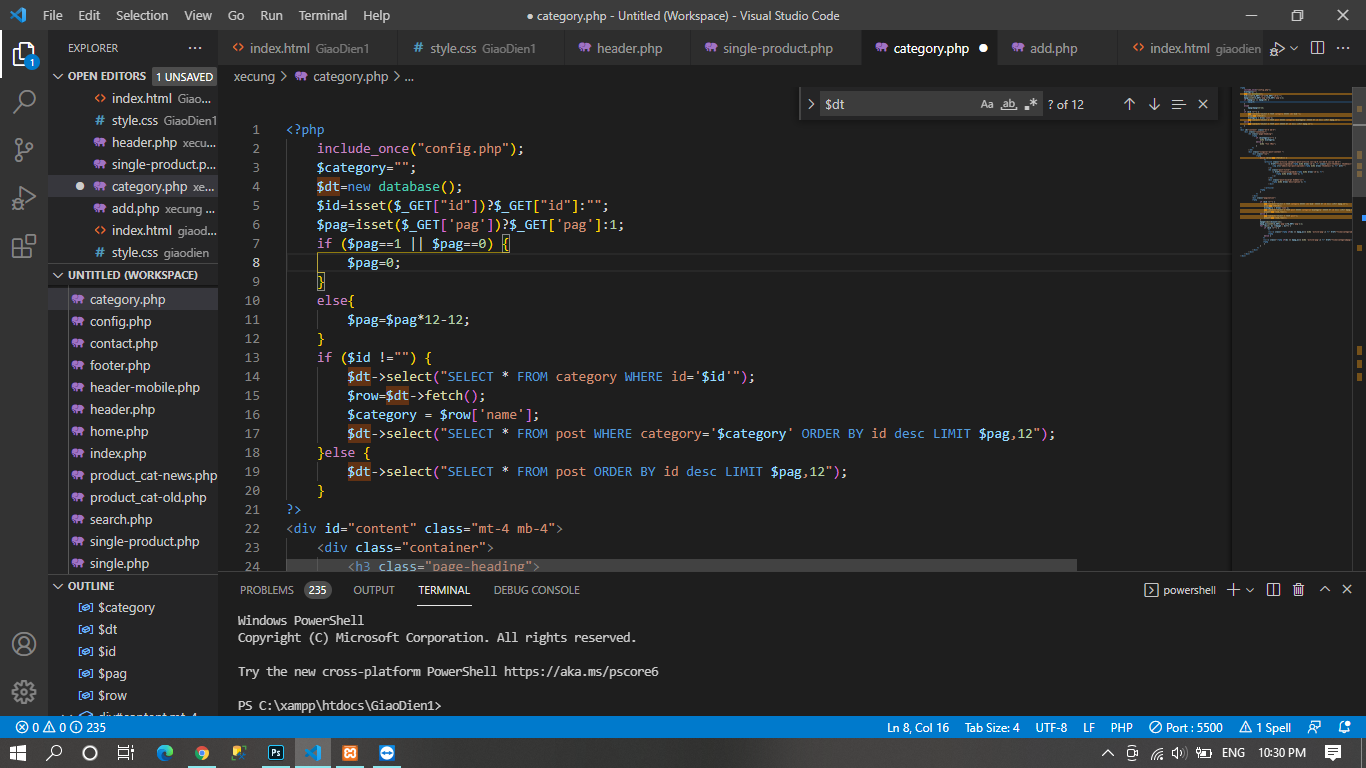 File Edit Selection View Go Run Terminal Help
● category.php - Untitled (Workspace) - Visual Studio Code
EXPLORER
index.html GiaoDien1
style.css GiaoDien1
header.php
single-product.php
category.php
add.php
index.html giaodien
OPEN EDITORS 1 UNSAVED
index.html Giao...
style.css GiaoDien1
header.php xecu...
single-product.p...
category.php xe...
add.php xecung ...
index.html giaod...
style.css giaodien
UNTITLED (WORKSPACE)
category.php
config.php
contact.php
footer.php
header-mobile.php
header.php
home.php
index.php
product_cat-news.php
product_cat-old.php
search.php
single-product.php
single.php
OUTLINE
$category
$dt
$id
$pag
$row
xecung > category.php > ...
$dt Aa ab .* ? of 12
1 <?php
2 include_once("config.php");
3 $category="";
4 $dt=new database();
5 $id=isset($_GET["id"])?$_GET["id"]:"";
6 $pag=isset($_GET['pag'])?$_GET['pag']:1;
7 if ($pag==1 || $pag==0) {
8 $pag=0;
9 }
10 else{
11 $pag=$pag*12-12;
12 }
13 if ($id !="") {
14 $dt->select("SELECT * FROM category WHERE id='$id'");
15 $row=$dt->fetch();
16 $category = $row['name'];
17 $dt->select("SELECT * FROM post WHERE category='$category' ORDER BY id desc LIMIT $pag,12");
18 }else {
19 $dt->select("SELECT * FROM post ORDER BY id desc LIMIT $pag,12");
20 }
21 ?>
22 <div id="content" class="mt-4 mb-4">
23 <div class="container">
24 <h3 class="page-heading">
PROBLEMS 235 OUTPUT TERMINAL DEBUG CONSOLE
powershell
Windows PowerShell
Copyright (C) Microsoft Corporation. All rights reserved.
Try the new cross-platform PowerShell https://aka.ms/pscore6
PS C:\xampp\htdocs\GiaoDien1>
0 0 235
Ln 8, Col 16 Tab Size: 4 UTF-8 LF PHP Port : 5500 1 Spell
Ps
ENG 10:30 PM